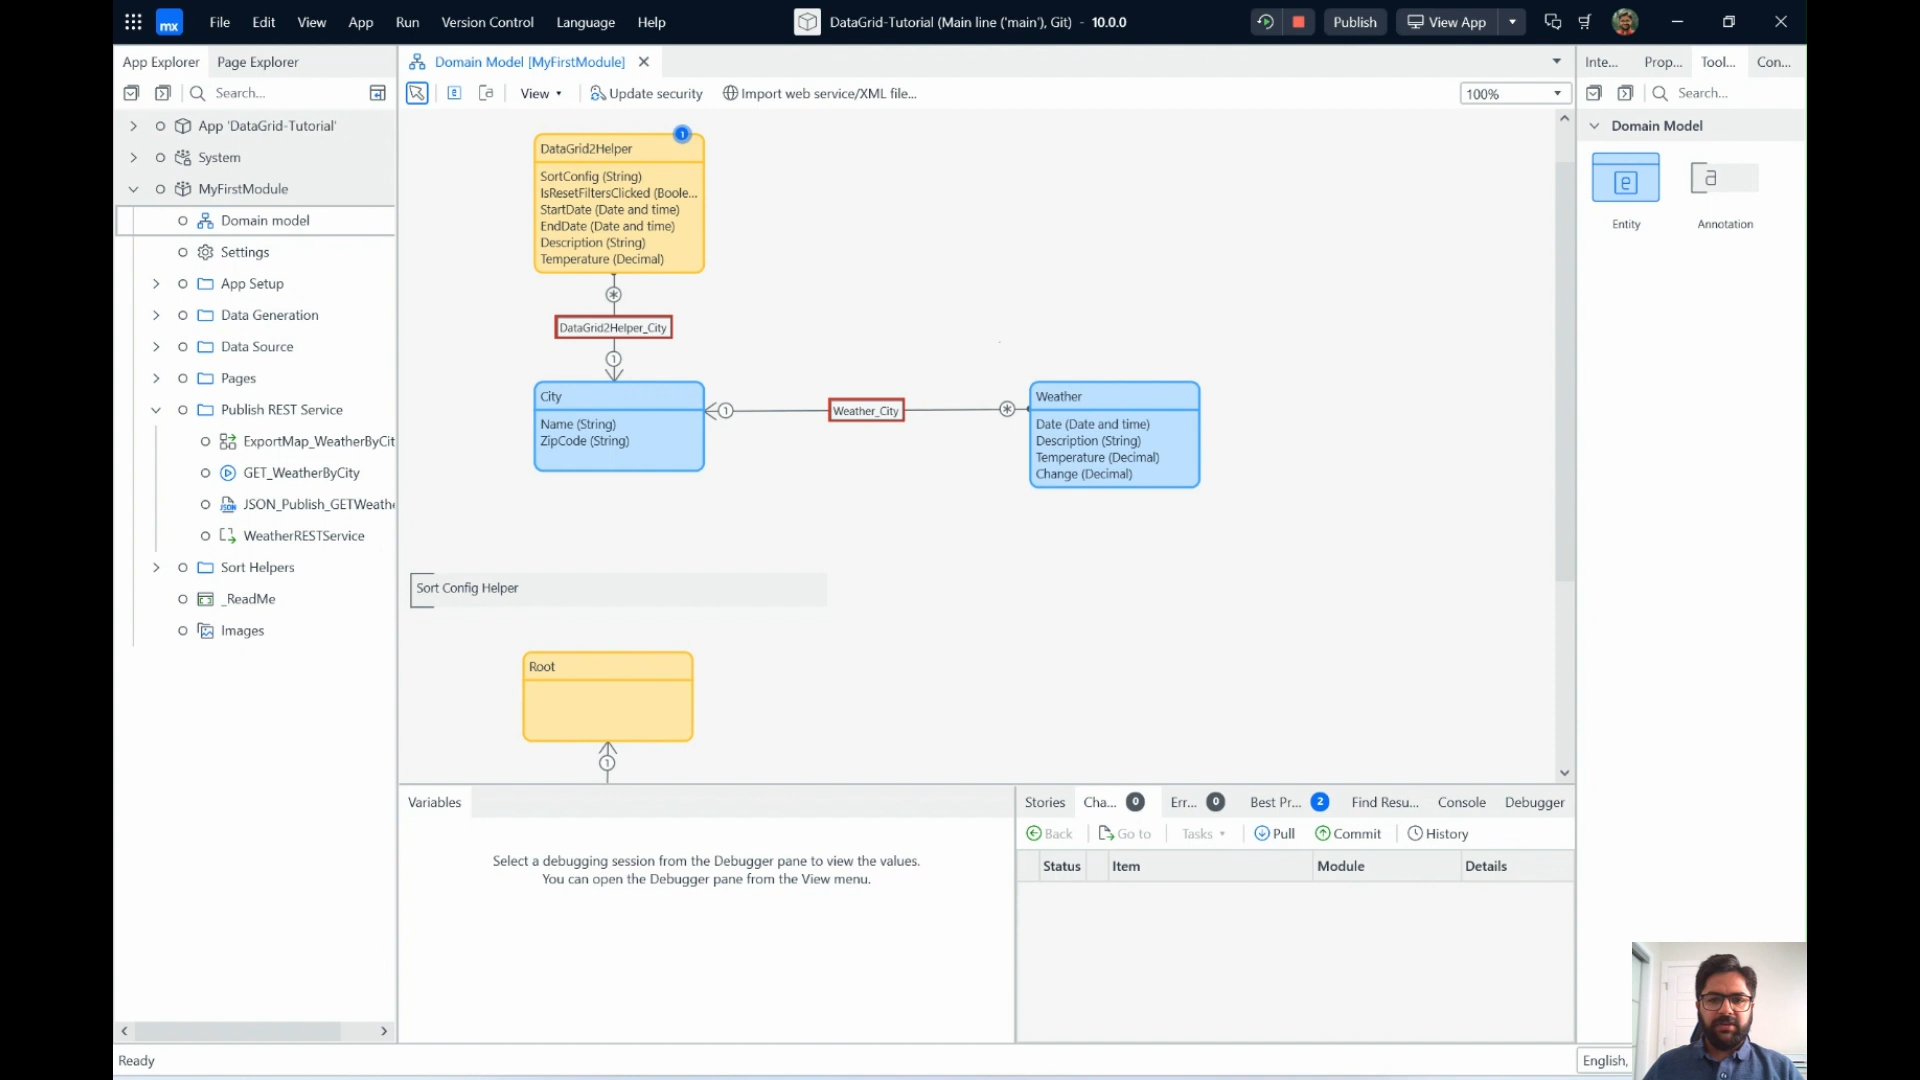 mx File Edit View App Run Version Control Language Help
DataGrid-Tutorial (Main line ('main'), Git) - 10.0.0
Publish
View App
App Explorer
Page Explorer
Search...
App 'DataGrid-Tutorial'
System
MyFirstModule
Domain model
Settings
App Setup
Data Generation
Data Source
Pages
Publish REST Service
ExportMap_WeatherByCit
GET_WeatherByCity
JSON JSON_Publish_GETWeath
WeatherRESTService
Sort Helpers
_ReadMe
Images
Domain Model [MyFirstModule]
e a View Update security Import web service/XML file...
100%
1
DataGrid2Helper
SortConfig (String)
IsResetFiltersClicked (Boole...
StartDate (Date and time)
EndDate (Date and time)
Description (String)
Temperature (Decimal)
*
DataGrid2Helper_City
1
City
Name (String)
ZipCode (String)
1
Weather_City
*
Weather
Date (Date and time)
Description (String)
Temperature (Decimal)
Change (Decimal)
Sort Config Helper
Root
1
Inte... Prop... Tool... Con...
Search...
Domain Model
e
Entity
a
Annotation
Variables
Select a debugging session from the Debugger pane to view the values.
You can open the Debugger pane from the View menu.
Stories Cha... 0 Err... 0 Best Pr... 2 Find Resu... Console Debugger
Back Go to Tasks Pull Commit History
Status Item Module Details
Ready
English,